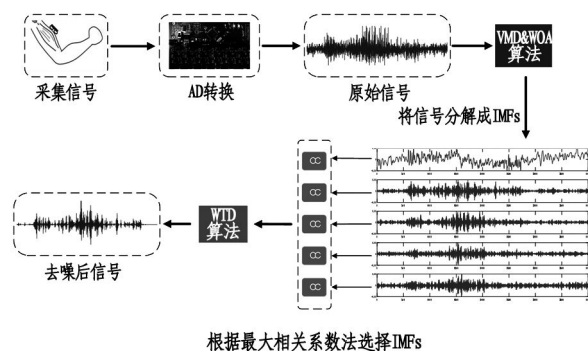 采集信号
AD转换
原始信号
VMD&WOA
算法
将信号分解成IMFs
CC
CC
CC
CC
CC
WTD
算法
去噪后信号
根据最大相关系数法选择IMFs